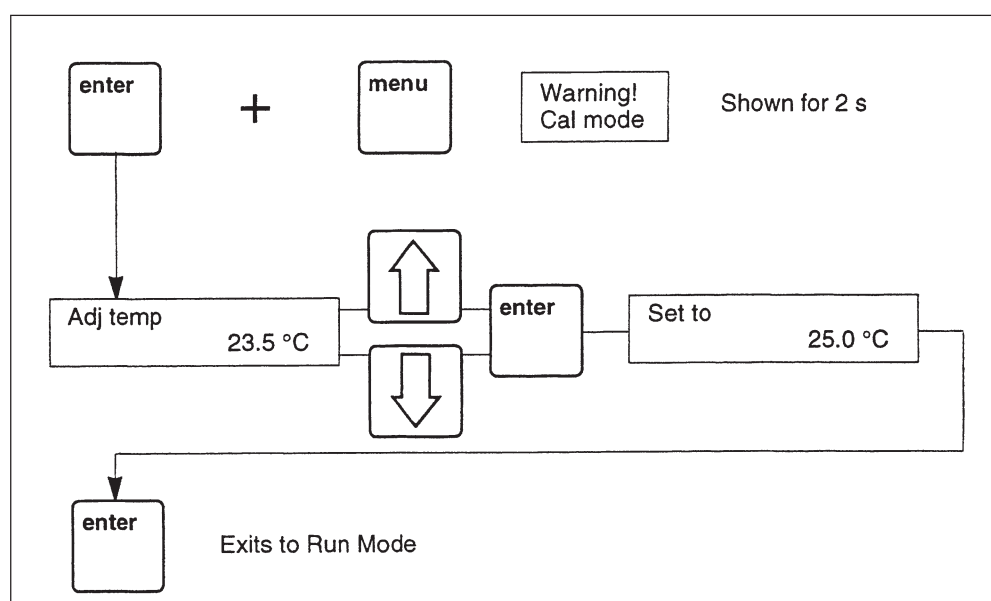 enter
+
menu
Warning!
Cal mode
Shown for 2 s
Adj temp
23.5 °C
enter
Set to
25.0 °C
enter
Exits to Run Mode